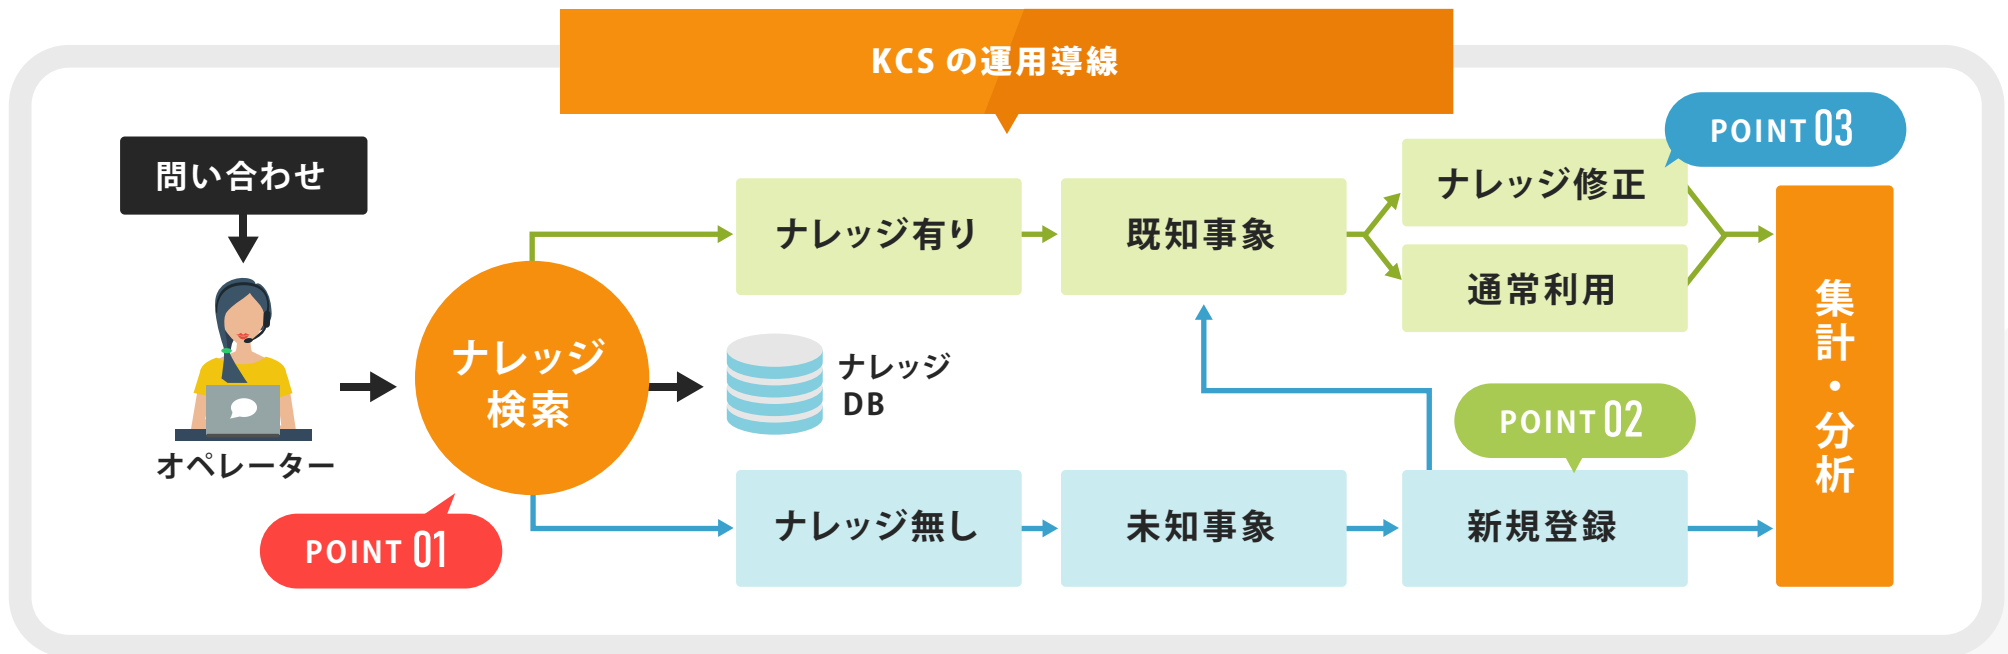 KCSの運用導線
問い合わせ
オペレーター
POINT 01
ナレッジ
検索
ナレッジ
DB
ナレッジ有り
既知事象
ナレッジ修正
通常利用
POINT 03
ナレッジ無し
未知事象
新規登録
POINT 02
集計・分析